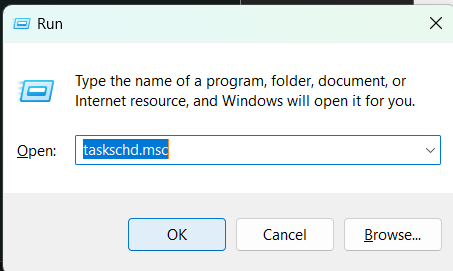 Run
Type the name of a program, folder, document, or
Internet resource, and Windows will open it for you.
Open:
taskschd.msc
OK
Cancel
Browse...